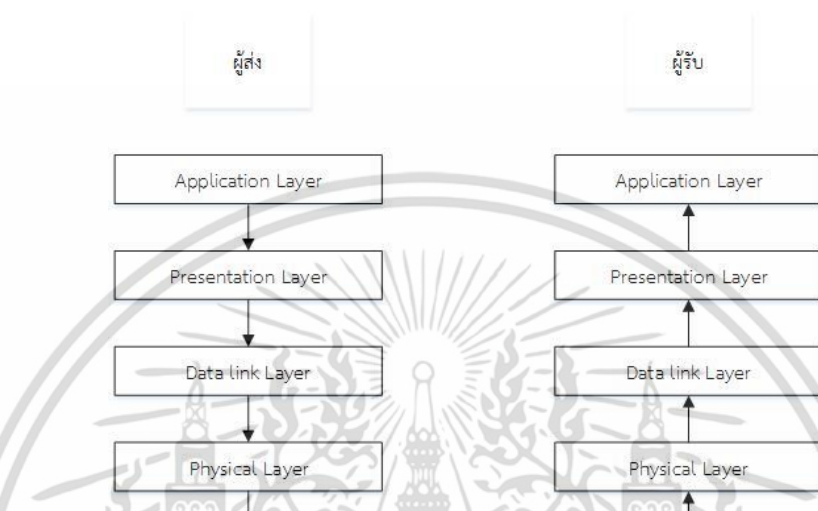 ผู้ส่ง
ผู้รับ
Application Layer
Application Layer
Presentation Layer
Presentation Layer
Data link Layer
Data link Layer
Physical Layer
Physical Layer